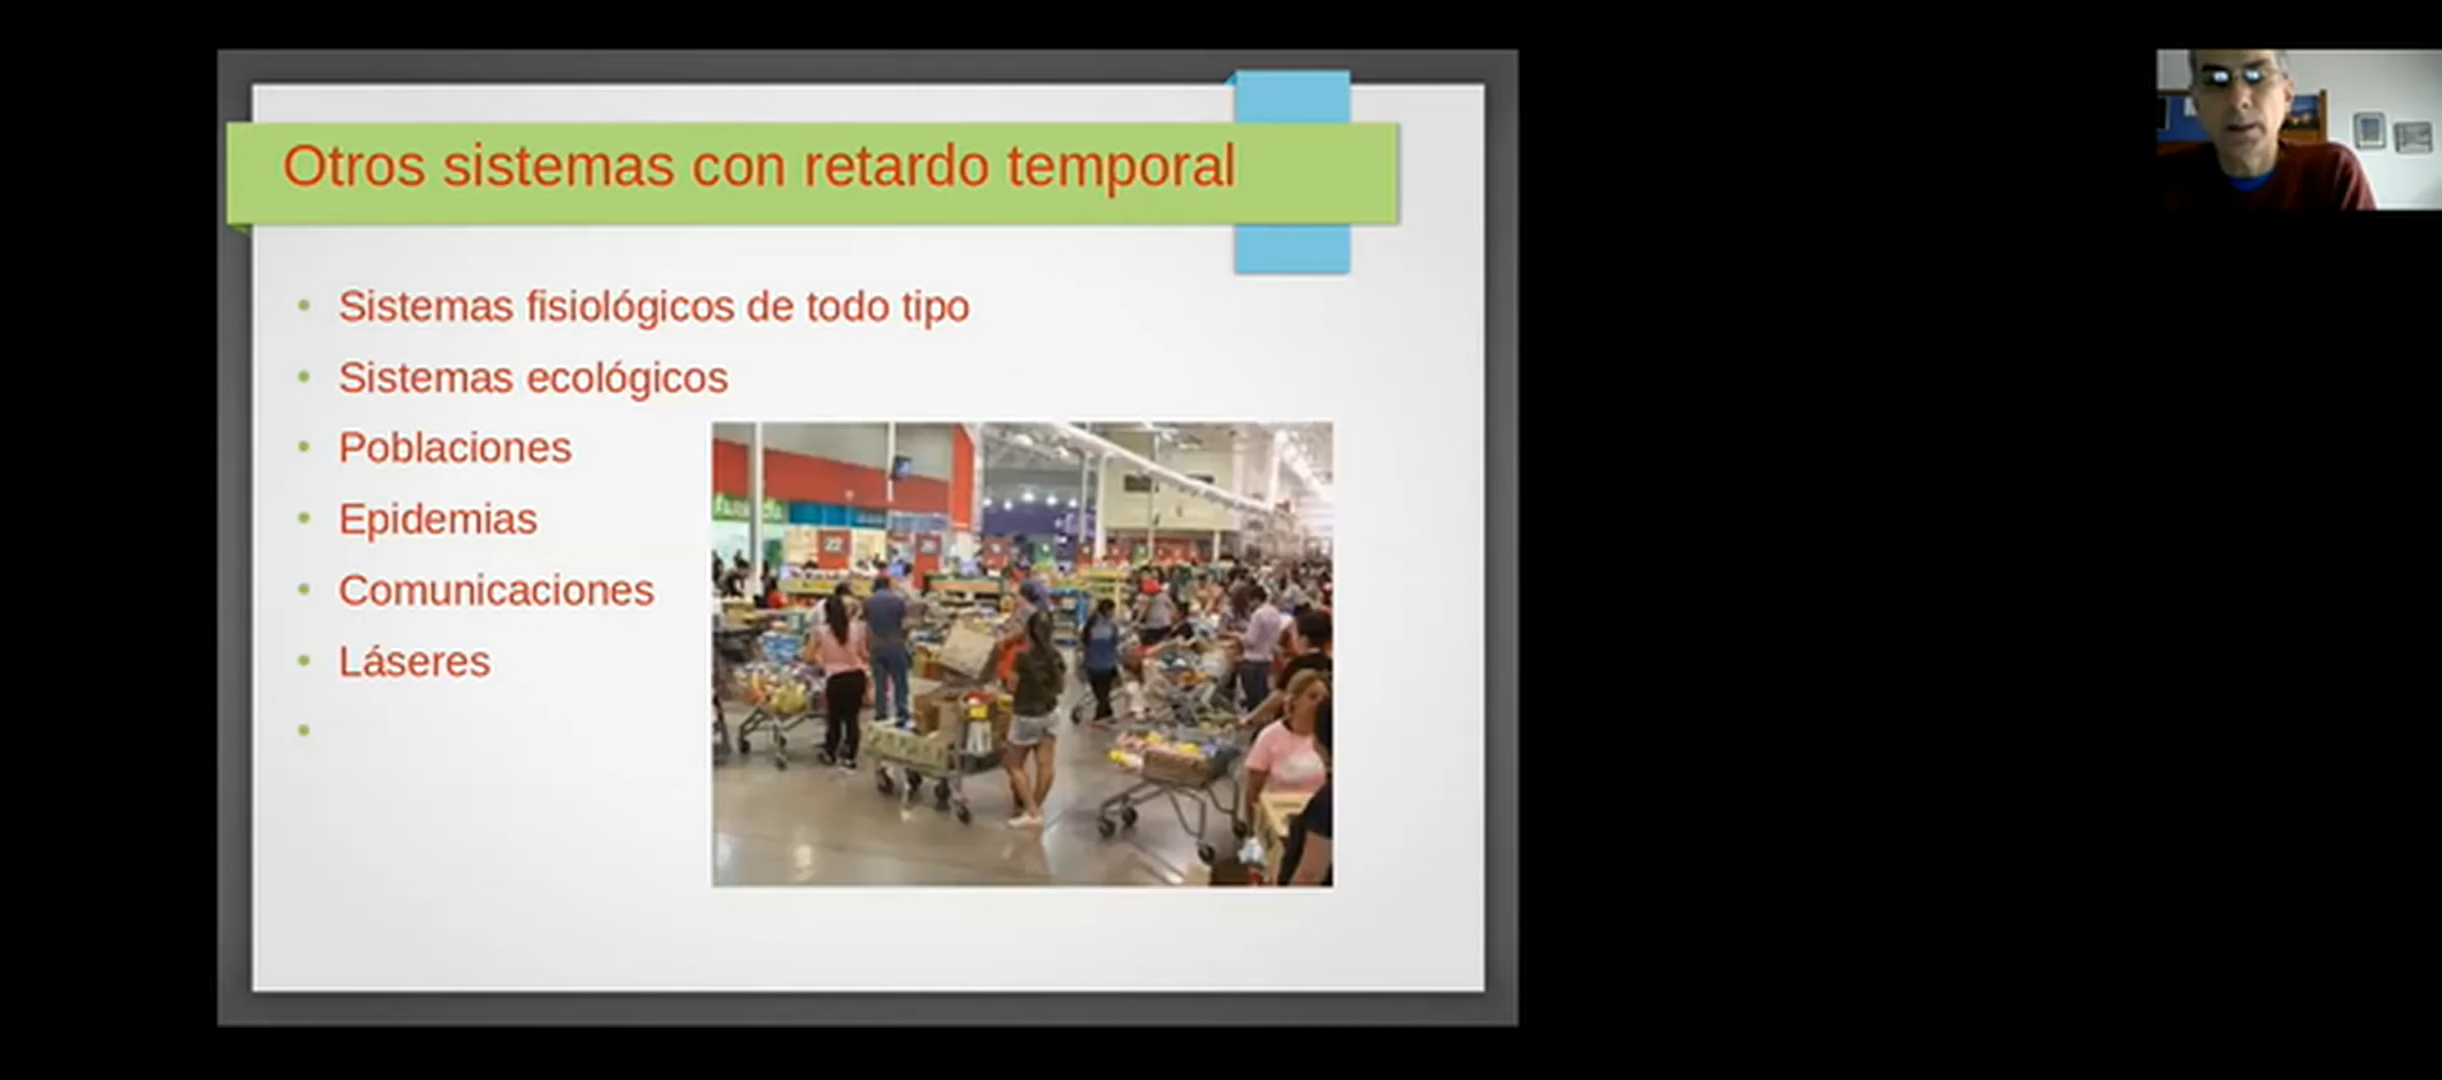 Otros sistemas con retardo temporal
Sistemas fisiológicos de todo tipo
Sistemas ecológicos
Poblaciones
Epidemias
Comunicaciones
Láseres